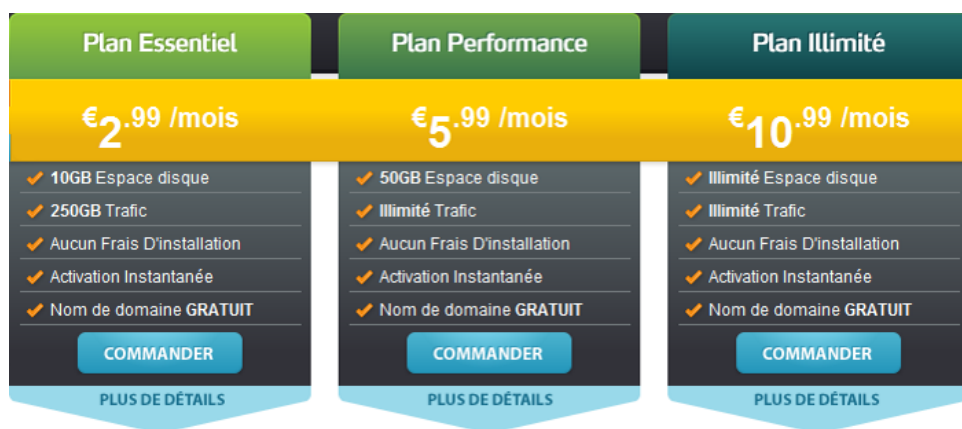 Plan Essentiel
€2.99 /mois
10GB Espace disque
250GB Trafic
Aucun Frais D'installation
Activation Instantanée
Nom de domaine GRATUIT
COMMANDER
PLUS DE DÉTAILS
Plan Performance
€5.99 /mois
50GB Espace disque
Illimité Trafic
Aucun Frais D'installation
Activation Instantanée
Nom de domaine GRATUIT
COMMANDER
PLUS DE DÉTAILS
Plan Illimité
€10.99 /mois
Illimité Espace disque
Illimité Trafic
Aucun Frais D'installation
Activation Instantanée
Nom de domaine GRATUIT
COMMANDER
PLUS DE DÉTAILS